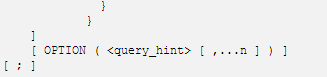 }
}
]
[ OPTION ( <query_hint> [ ,...n ] ) ]
[ ; ]